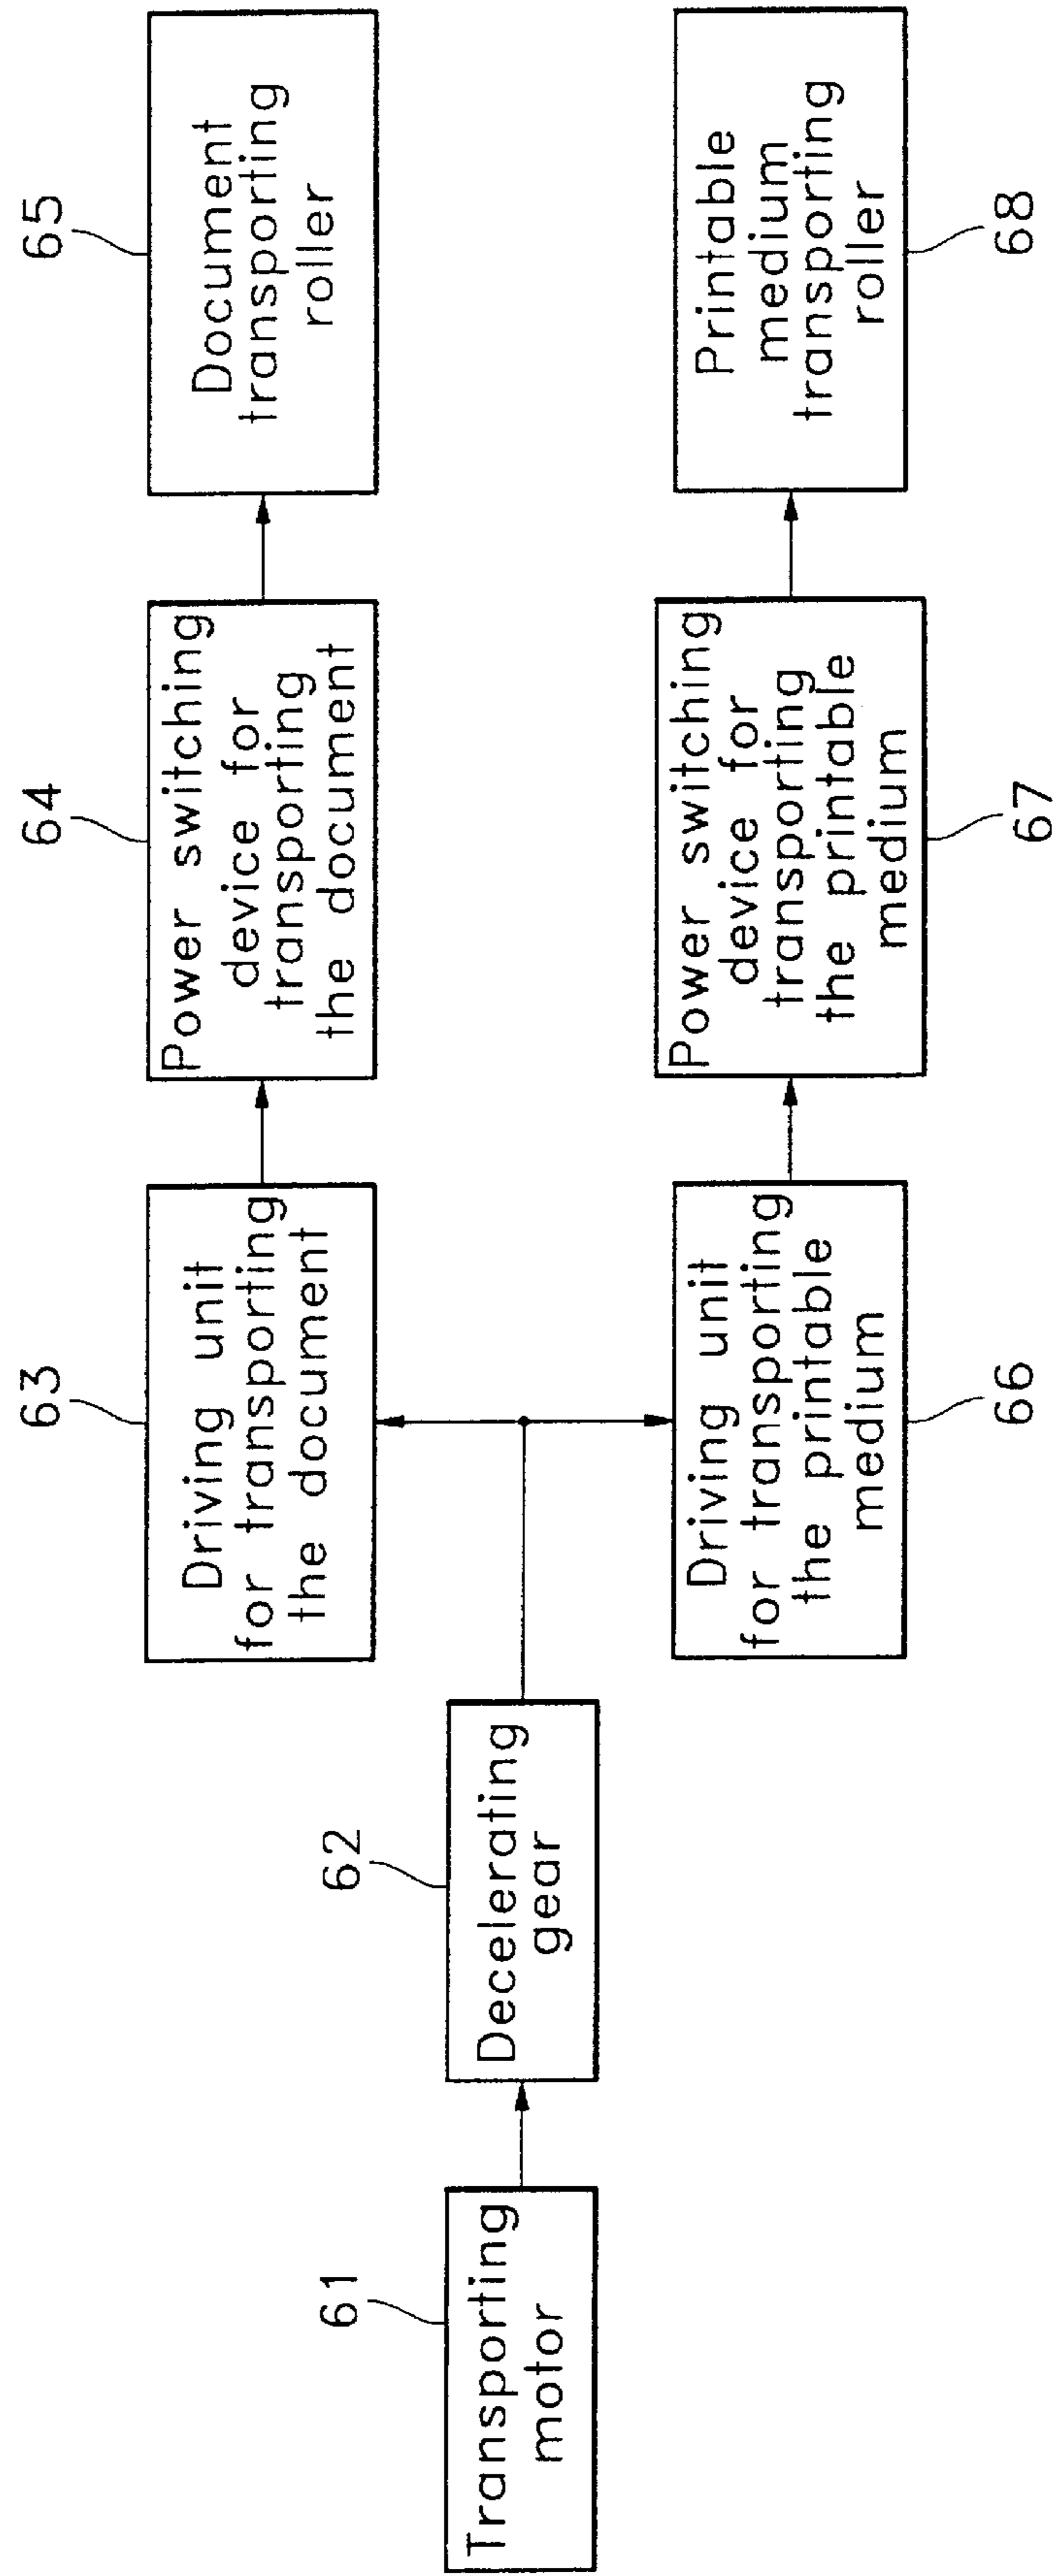 61
Transporting
motor
62
Decelerating
gear
63
Driving unit
for transporting
the document
64
Power switching
device for
transporting
the document
65
Document
transporting
roller
66
Driving unit
for transporting
the printable
medium
67
Power switching
device for
transporting
the printable
medium
68
Printable
medium
transporting
roller